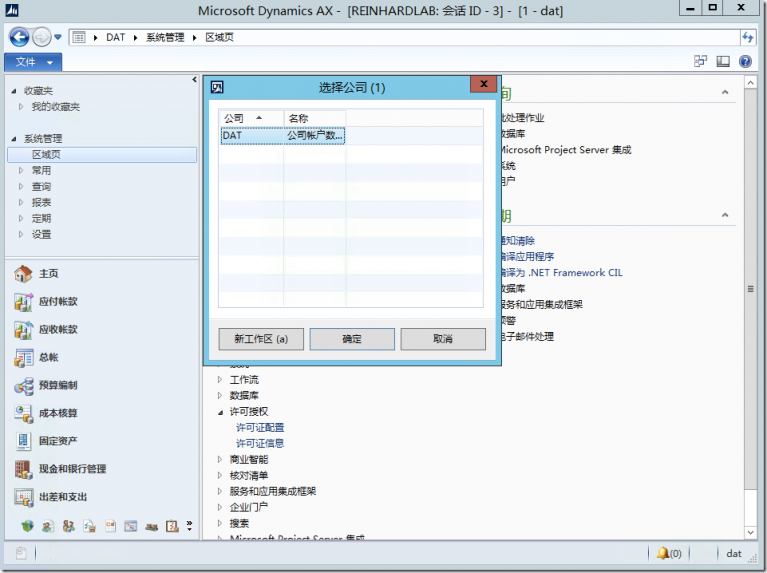 Microsoft Dynamics AX - [REINHARDLAB: 会话 ID - 3] - [1 - dat]
DAT 系统管理 区域页
文件
收藏夹
我的收藏夹
系统管理
区域页
常用
查询
报表
定期
设置
主页
应付帐款
应收帐款
总帐
预算编制
成本核算
固定资产
现金和银行管理
出差和支出
选择公司 (1)
公司 名称
DAT 公司帐户数...
新工作区 (a) 确定 取消
批处理作业
数据库
Microsoft Project Server 集成
系统
用户
期
通知清除
编译应用程序
编译为 .NET Framework CIL
数据库
服务和应用集成框架
预警
电子邮件处理
工作流
数据库
许可授权
许可证配置
许可证信息
商业智能
核对清单
服务和应用集成框架
企业门户
搜索
Microsoft Project Server 集成
(0) dat